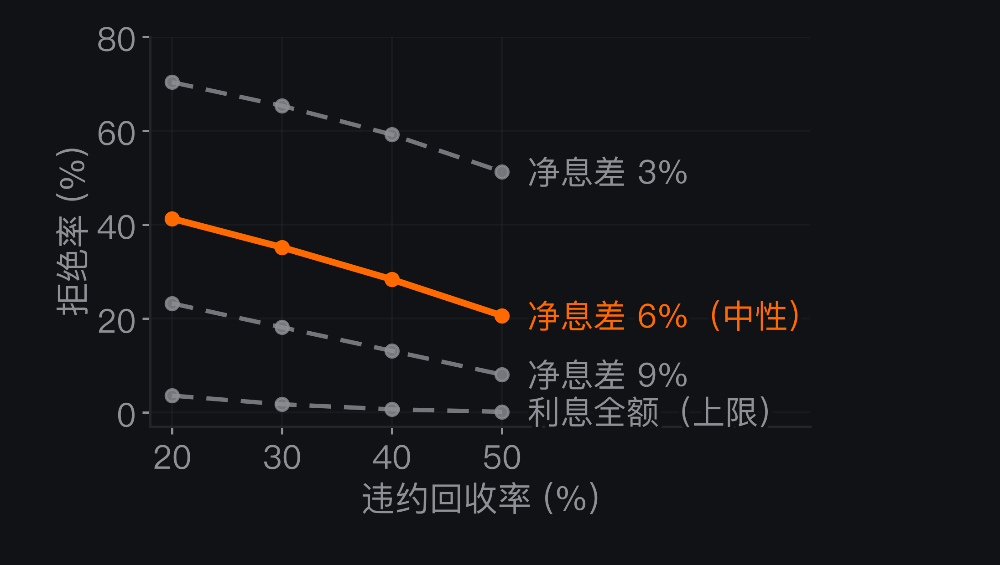 80
60
40
20
0
拒绝率 (%)
净息差 3%
净息差 6%（中性）
净息差 9%
利息全额（上限）
20
30
40
50
违约回收率 (%)